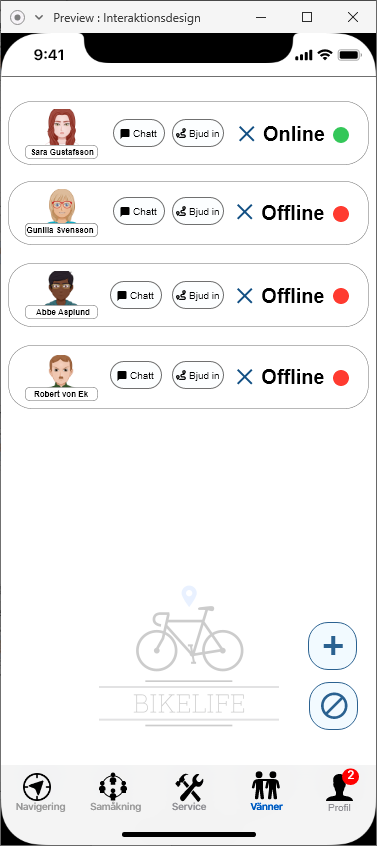 Preview : Interaktionsdesign
9:41
Sara Gustafsson
Chatt
Bjud in
Online
Gunilla Svensson
Chatt
Bjud in
Offline
Abbe Asplund
Chatt
Bjud in
Offline
Robert von Ek
Chatt
Bjud in
Offline
BIKELIFE
Navigering
Samåkning
Service
Vänner
2
Profil